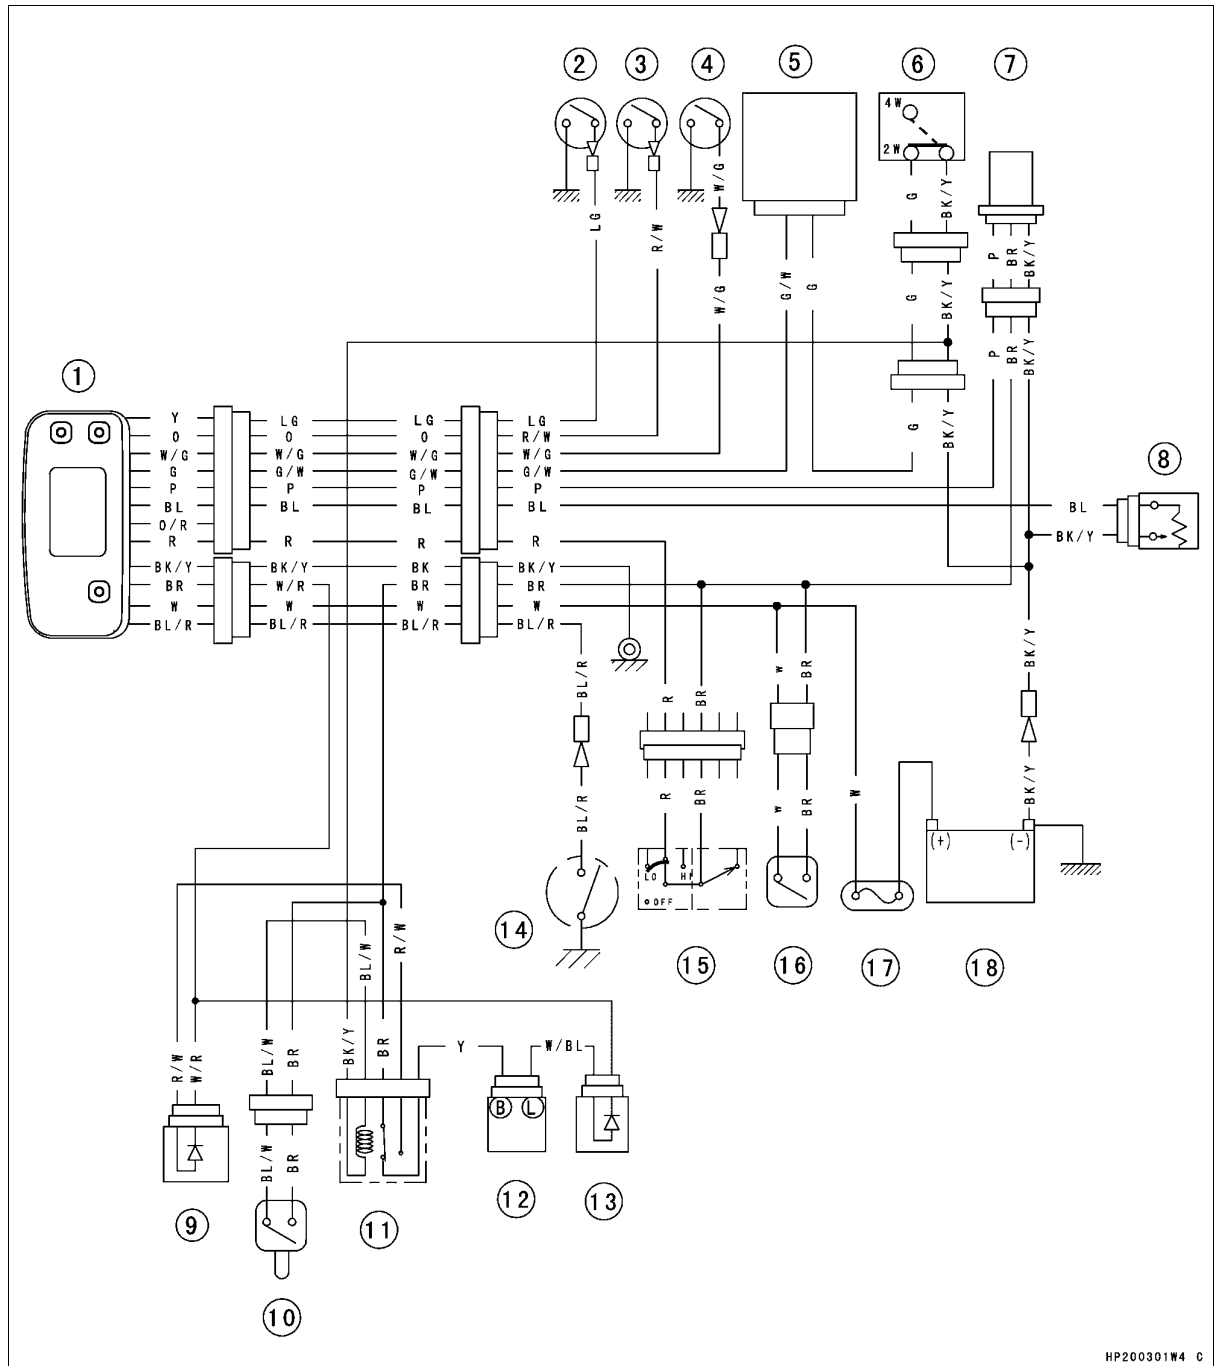 2 3 4 5 6 7
4W
2W
W/G G BK/Y
LG R/W P BR BK/Y
W/G G/W G G BK/Y
P BR BK/Y
1
G BK/Y
8
Y LG LG LG
O O O R/W
W/G W/G W/G W/G
G G/W G/W G/W
P P P P
BL BL BL BL BL
O/R
BK/Y
R R R R
BK/Y BK/Y BK BK/Y
BR W/R BR BR
W W W W
BL/R BL/R BL/R BL/R
BL/R W BR BK/Y
R BR
BL/R R BR W BR W BK/Y
(+) (-)
LO HI
OFF
14 15 16 17 18
BL/W R/W
R/W W/R BL/W BR BK/Y BR Y W/BL
B L
BL/W BR
9 10 11 12 13
HP200301W4 C